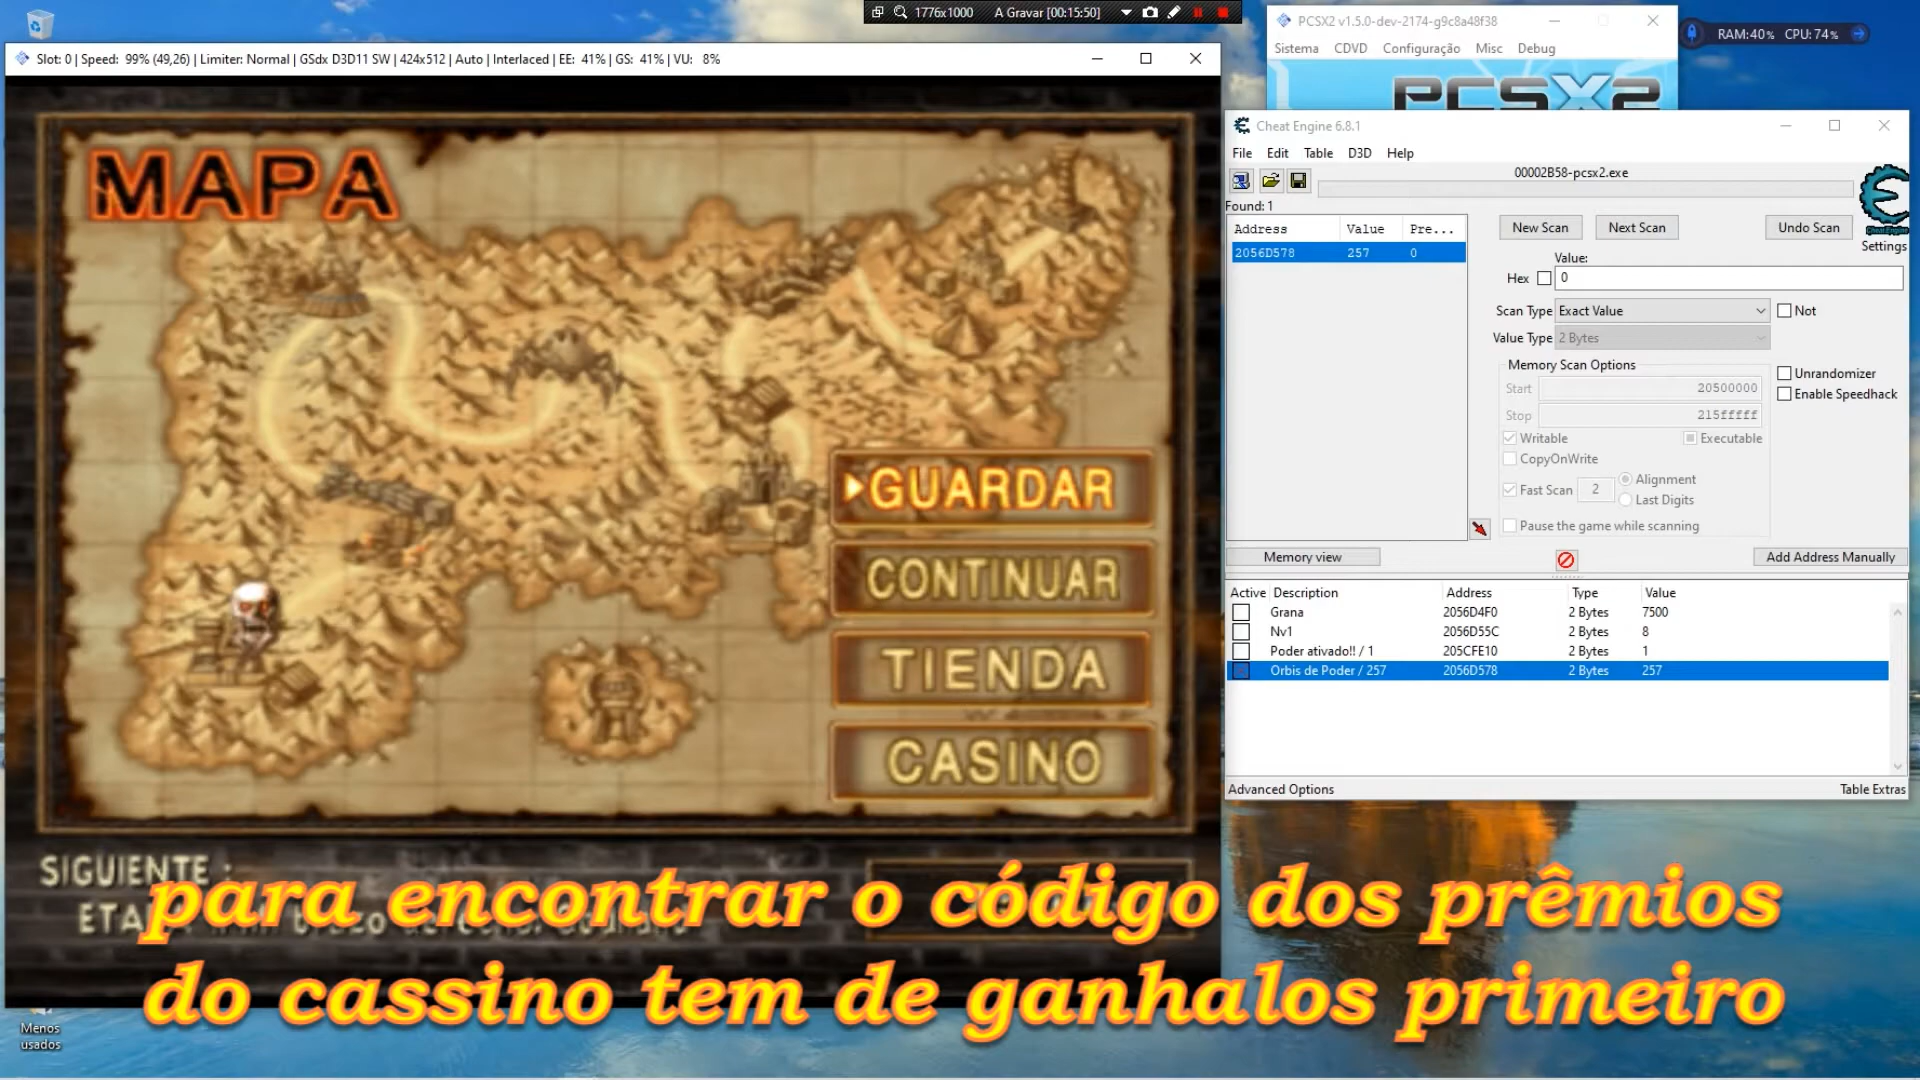 1776x1000 A Gravar [00:15:50]
PCSX2 v1.5.0-dev-2174-g9c8a48f38
RAM:40% CPU:74%
Sistema CDVD Configuração Misc Debug
PCSX2
Slot: 0 | Speed: 99% (49,26) | Limiter: Normal | GSdx D3D11 SW | 424x512 | Auto | Interlaced | EE: 41% | GS: 41% | VU: 8%
MAPA
GUARDAR
CONTINUAR
TIENDA
CASINO
SIGUIENTE :
Cheat Engine 6.8.1
File Edit Table D3D Help
00002B58-pcsx2.exe
Found: 1
Address Value Pre...
2056D578 257 0
New Scan Next Scan Undo Scan
Settings
Value:
Hex 0
Scan Type Exact Value Not
Value Type 2 Bytes
Memory Scan Options
Start 20500000
Stop 215fffff
Unrandomizer
Enable Speedhack
Writable Executable
CopyOnWrite
Fast Scan 2 Alignment
Last Digits
Pause the game while scanning
Memory view Add Address Manually
Active Description Address Type Value
Grana 2056D4F0 2 Bytes 7500
Nv1 2056D55C 2 Bytes 8
Poder ativado!! / 1 205CFE10 2 Bytes 1
Orbis de Poder / 257 2056D578 2 Bytes 257
Advanced Options Table Extras
para encontrar o código dos prêmios
do cassino tem de ganhalos primeiro
Menos
usados